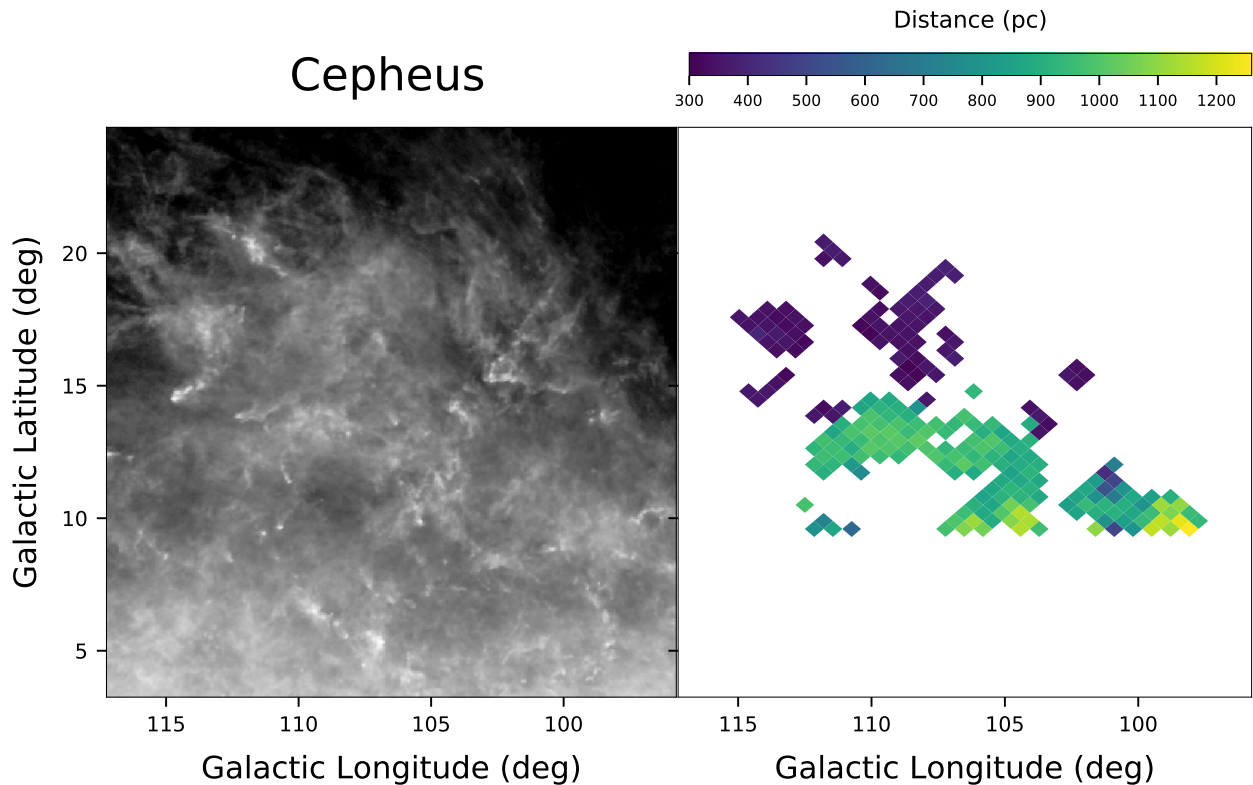 Distance (pc)
Cepheus
300 400 500 600 700 800 900 1000 1100 1200
Galactic Latitude (deg)
20
15
10
5
115 110 105 100
115 110 105 100
Galactic Longitude (deg)
Galactic Longitude (deg)